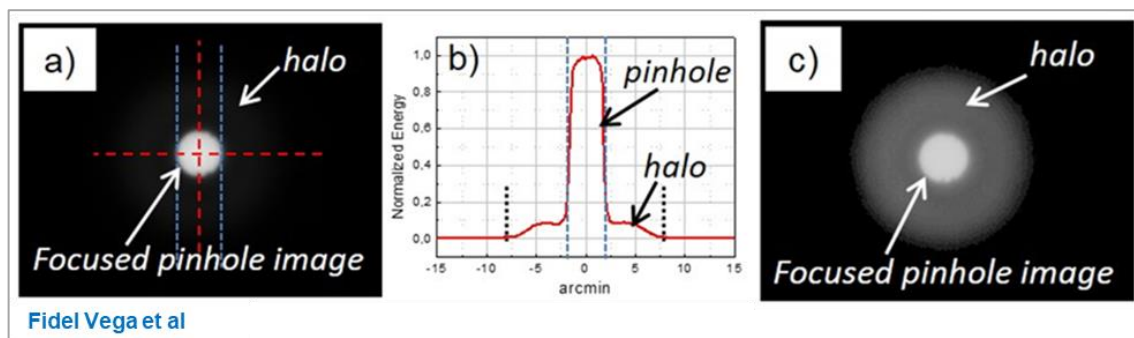 a)
halo
Focused pinhole image
b)
pinhole
halo
Normalized Energy
1,0
0,8
0,6
0,4
0,2
0,0
-15 -10 -5 0 5 10 15
arcmin
c)
halo
Focused pinhole image
Fidel Vega et al